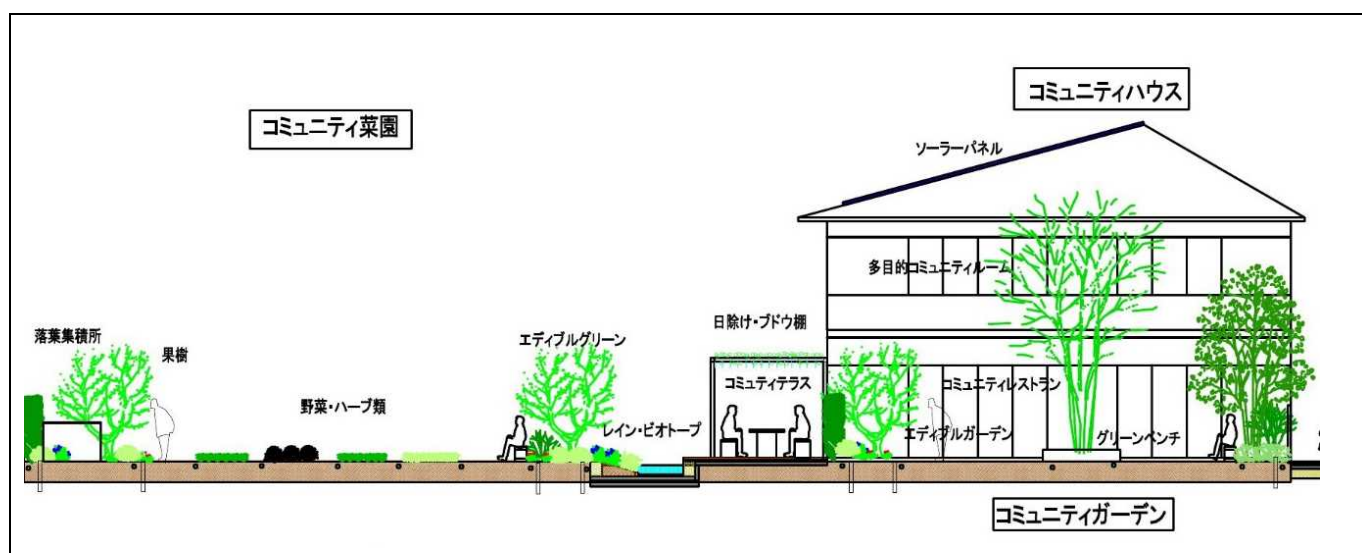 コミュニティハウス
コミュニティ菜園
ソーラーパネル
多目的コミュニティルーム
日除け・ブドウ棚
落葉集積所
エディブルグリーン
果樹
コミュティテラス
コミュニティレストラン
野菜・ハーブ類
レイン・ビオトープ
エディブルガーデン
グリーンベンチ
コミュニティガーデン